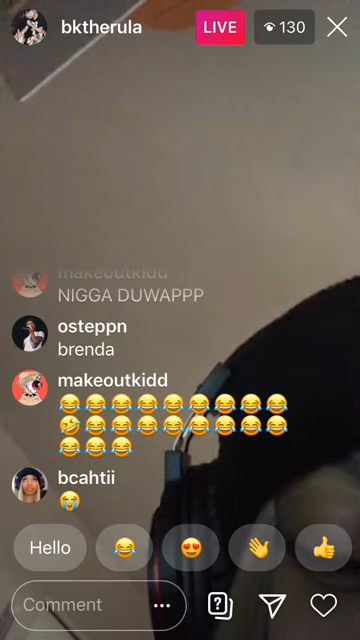 bktherula
LIVE
130
makeoutkidd
NIGGA DUWAPPP
osteppn
brenda
makeoutkidd
😂😂😂😂😂😂😂😂😂
🤣😂😂😂😂😂😂😂😂
😂😂😂
bcahtii
😭
Hello 😂 😍 👋 👍
Comment ...